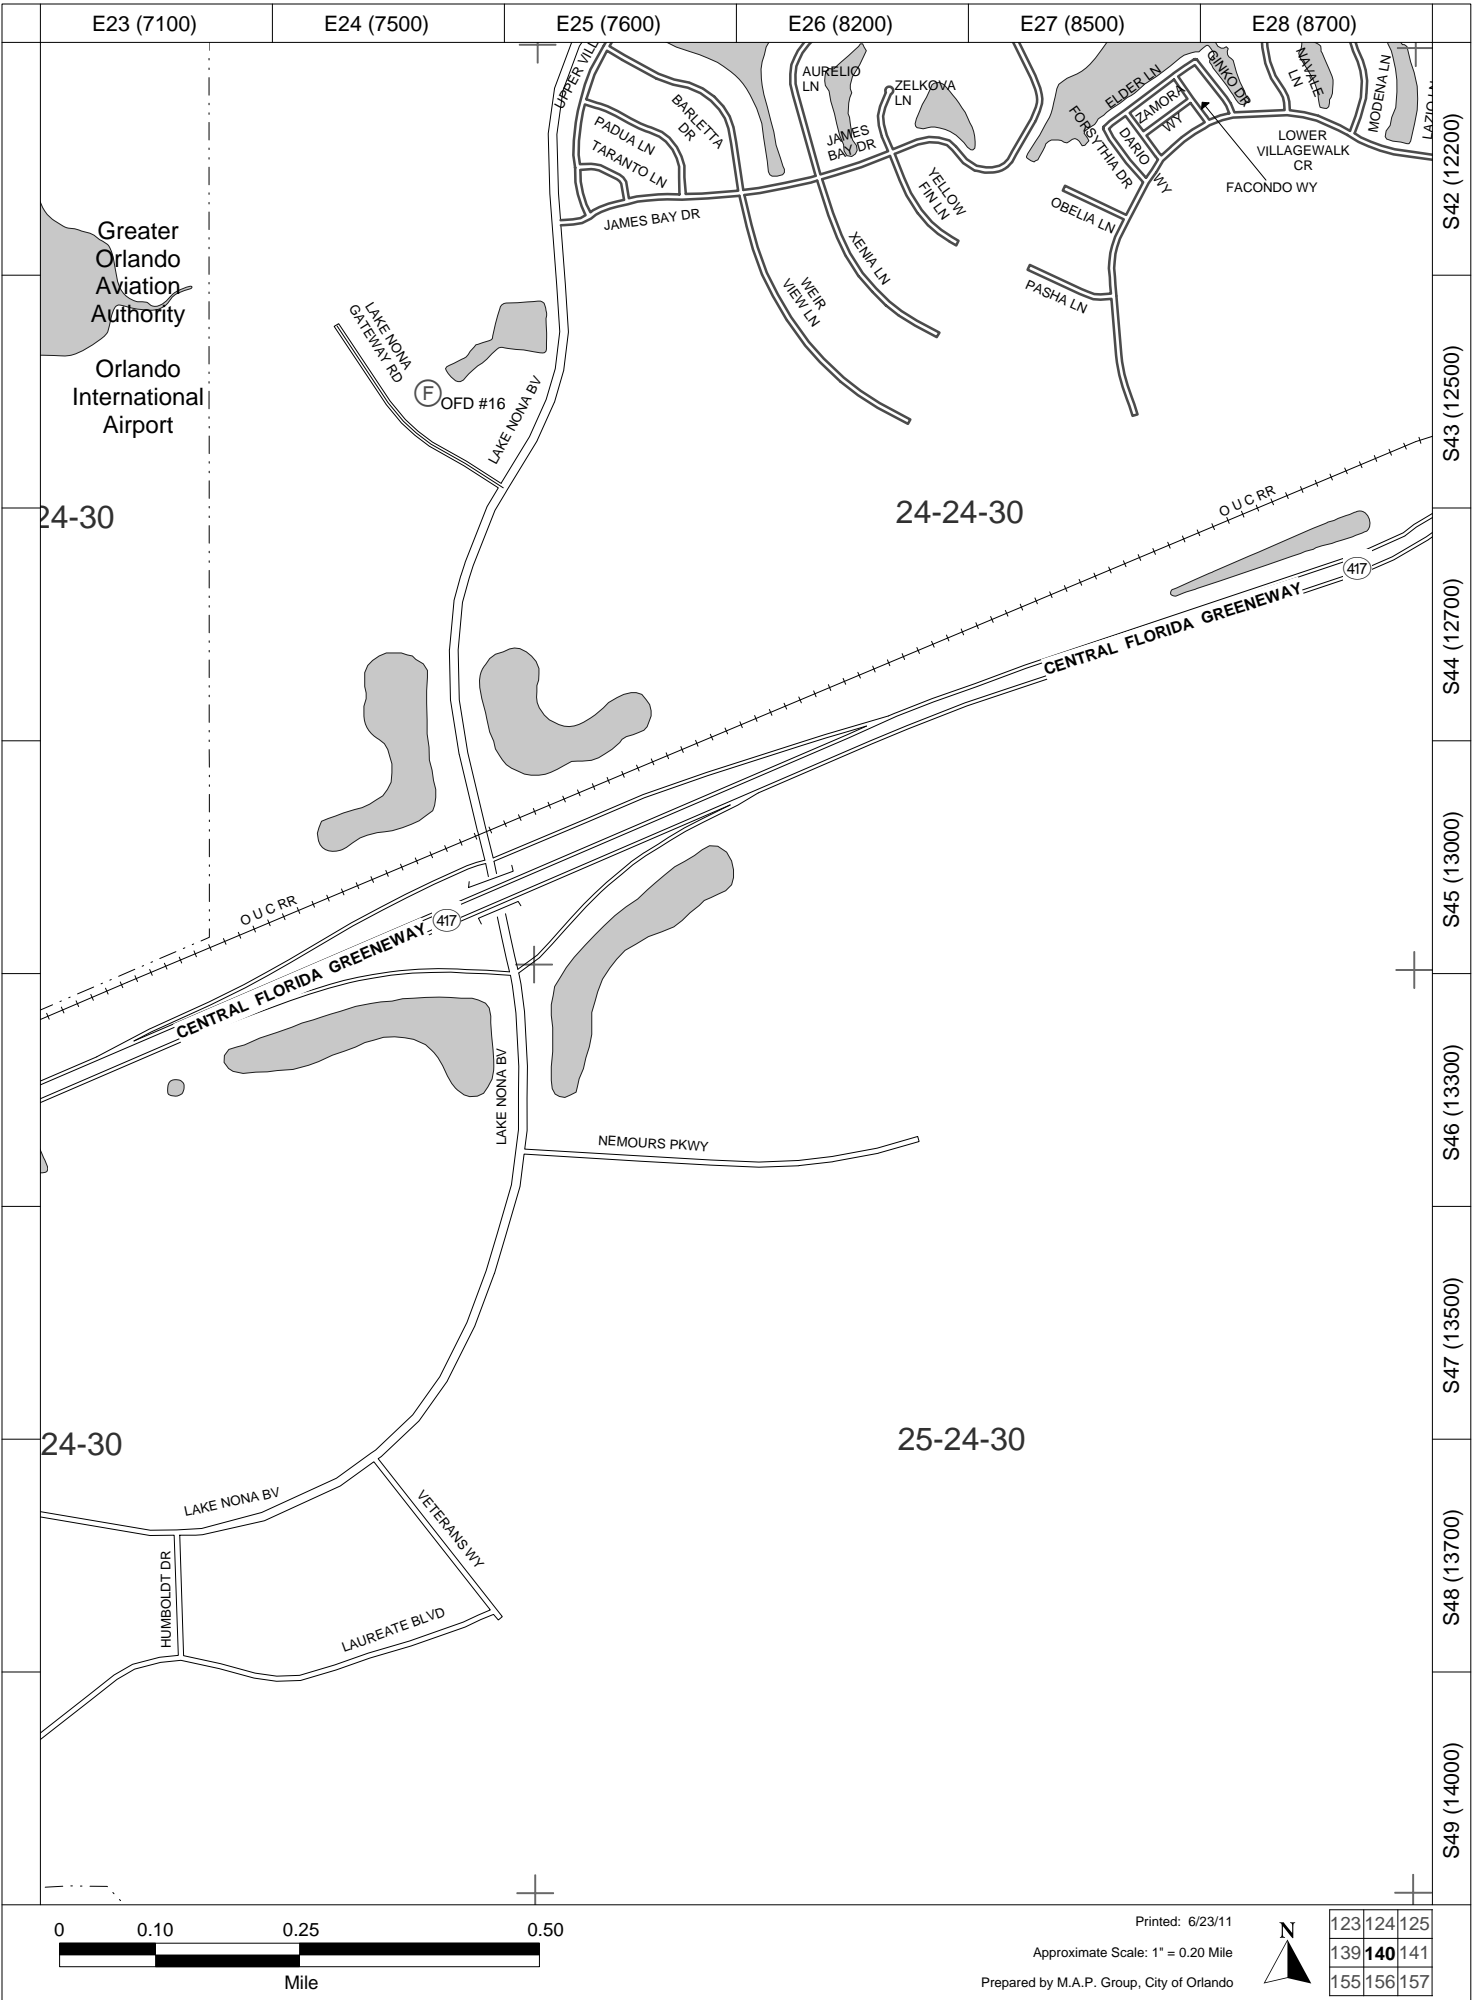 E23 (7100)
E24 (7500)
E25 (7600)
E26 (8200)
E27 (8500)
E28 (8700)
S42 (12200)
S43 (12500)
S44 (12700)
S45 (13000)
S46 (13300)
S47 (13500)
S48 (13700)
S49 (14000)
UPPER VILL
BARLETTA
DR
PADUA LN
TARANTO LN
JAMES BAY DR
AURELIO
LN
ZELKOVA
LN
JAMES
BAY DR
YELLOW
FIN LN
XENIA LN
WEIR
VIEW LN
ELDER LN
FORSYTHIA DR
ZAMORA
WY
DARIO WY
GINKO DR
NAVALE
LN
MODENA LN
LAZIO LN
LOWER
VILLAGEWALK
CR
FACONDO WY
OBELIA LN
PASHA LN
Greater
Orlando
Aviation
Authority
Orlando
International
Airport
LAKE NONA
GATEWAY RD
F
OFD #16
LAKE NONA BV
24-30
24-24-30
O U C RR
417
CENTRAL FLORIDA GREENEWAY
O U C RR
417
CENTRAL FLORIDA GREENEWAY
LAKE NONA BV
NEMOURS PKWY
24-30
25-24-30
LAKE NONA BV
VETERANS WY
HUMBOLDT DR
LAUREATE BLVD
0 0.10 0.25 0.50
Mile
Printed: 6/23/11
Approximate Scale: 1" = 0.20 Mile
Prepared by M.A.P. Group, City of Orlando
N
123 124 125
139 140 141
155 156 157